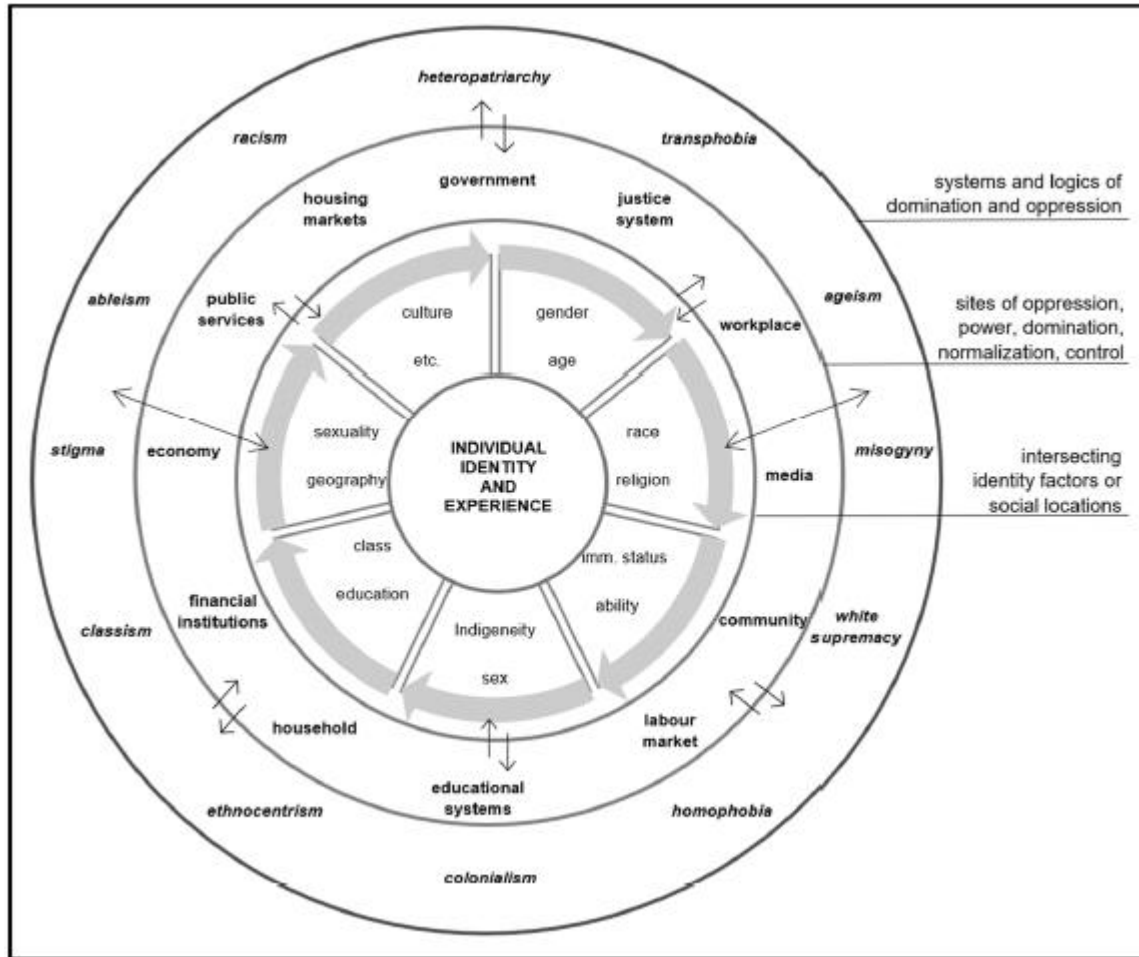 heteropatriarchy
racism
transphobia
government
housing
markets
justice
system
systems and logics of
domination and oppression
ableism
public
services
culture
etc.
gender
age
workplace
ageism
sites of oppression,
power, domination,
normalization, control
stigma
economy
sexuality
geography
INDIVIDUAL
IDENTITY
AND
EXPERIENCE
race
religion
media
misogyny
intersecting
identity factors or
social locations
classism
financial
institutions
class
education
Indigeneity
sex
imm. status
ability
community
white
supremacy
household
labour
market
educational
systems
ethnocentrism
homophobia
colonialism